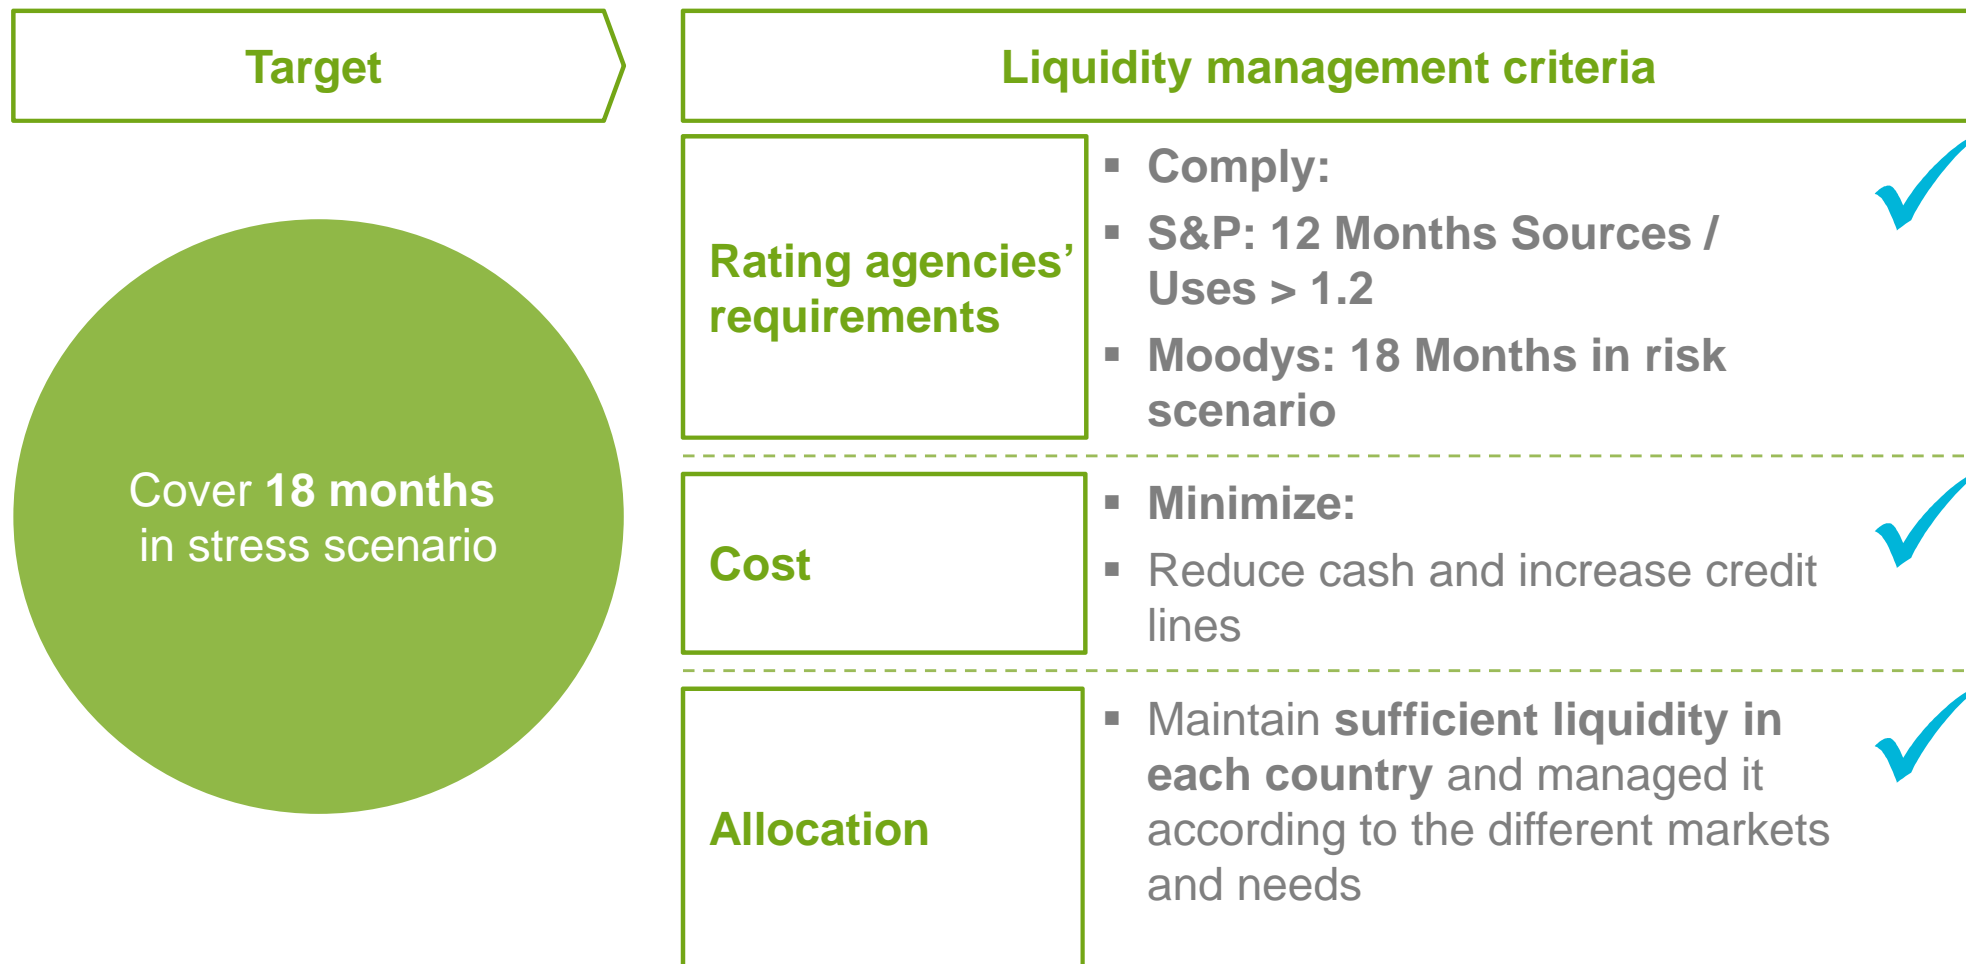 Target
Liquidity management criteria
Cover 18 months
in stress scenario
Rating agencies’
requirements
▪ Comply:
▪ S&P: 12 Months Sources /
Uses > 1.2
▪ Moodys: 18 Months in risk
scenario
Cost
▪ Minimize:
▪ Reduce cash and increase credit
lines
Allocation
▪ Maintain sufficient liquidity in
each country and managed it
according to the different markets
and needs